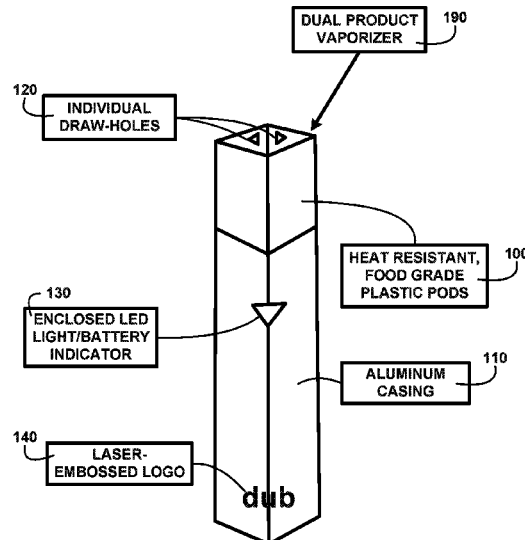 DUAL PRODUCT
VAPORIZER
190
120
INDIVIDUAL
DRAW-HOLES
100
HEAT RESISTANT,
FOOD GRADE
PLASTIC PODS
130
ENCLOSED LED
LIGHT/BATTERY
INDICATOR
110
ALUMINUM
CASING
140
LASER-
EMBOSSED LOGO
dub